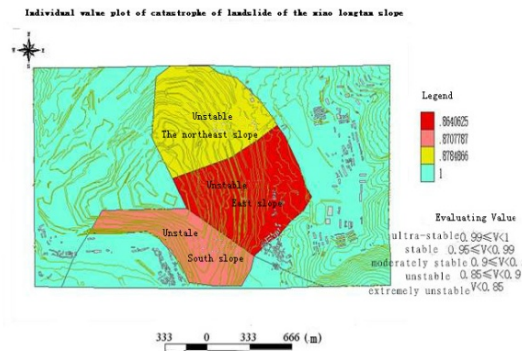 Individual value plot of catastrophe of landslide of the xiao longtan slope
Unstable
The northeast slope
Unstable
East slope
Unstale
South slope
Legend
.8640625
.8707787
.8784866
1
Evaluating Value
ultra-stable 0.99≤V<1
stable 0.95≤V<0.99
moderately stable 0.9≤V<0.
unstable 0.85≤V<0.9
extremely unstable V<0.85
333 0 333 666 (m)